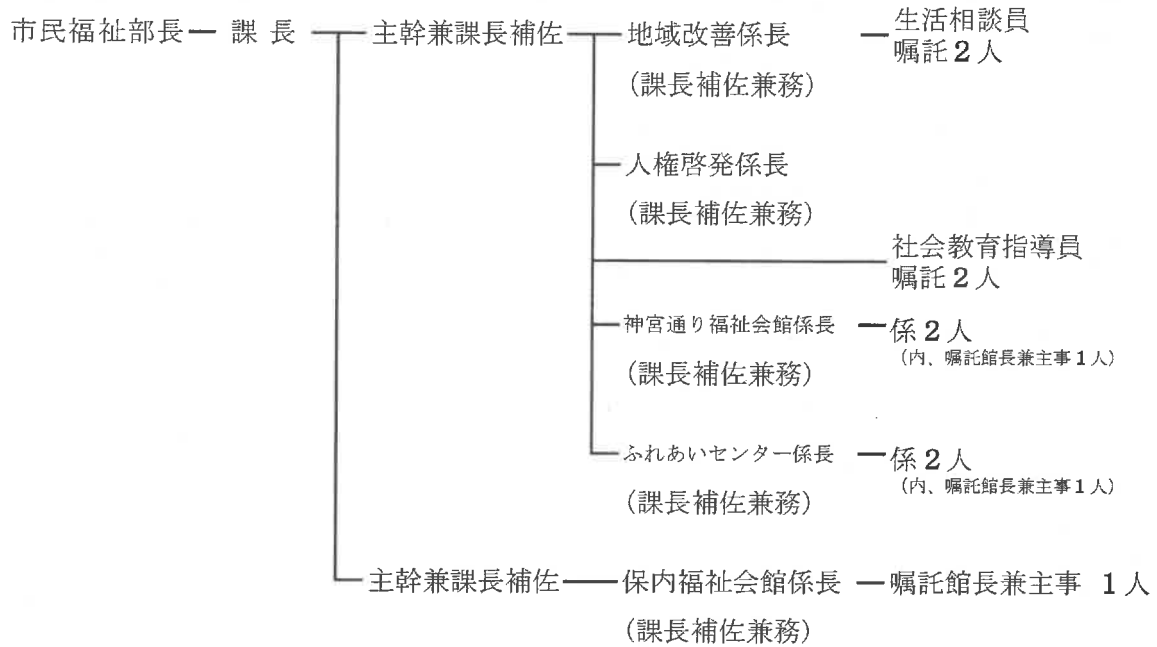 市民福祉部長 課長 主幹兼課長補佐 地域改善係長 生活相談員
嘱託2人
(課長補佐兼務)
人権啓発係長
(課長補佐兼務)
社会教育指導員
嘱託2人
神宮通り福祉会館係長 係2人
(内、嘱託館長兼主事1人)
(課長補佐兼務)
ふれあいセンター係長 係2人
(内、嘱託館長兼主事1人)
(課長補佐兼務)
主幹兼課長補佐 保内福祉会館係長 嘱託館長兼主事 1人
(課長補佐兼務)